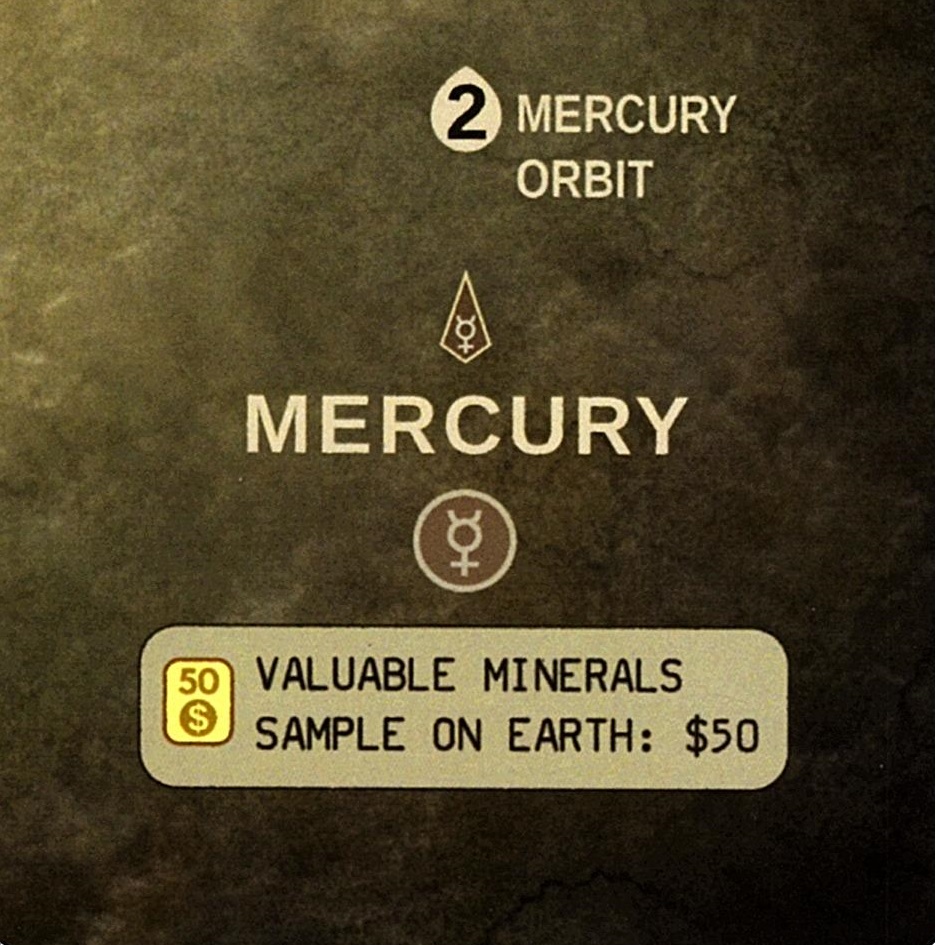 2 MERCURY
ORBIT
MERCURY
50 VALUABLE MINERALS
$ SAMPLE ON EARTH: $50